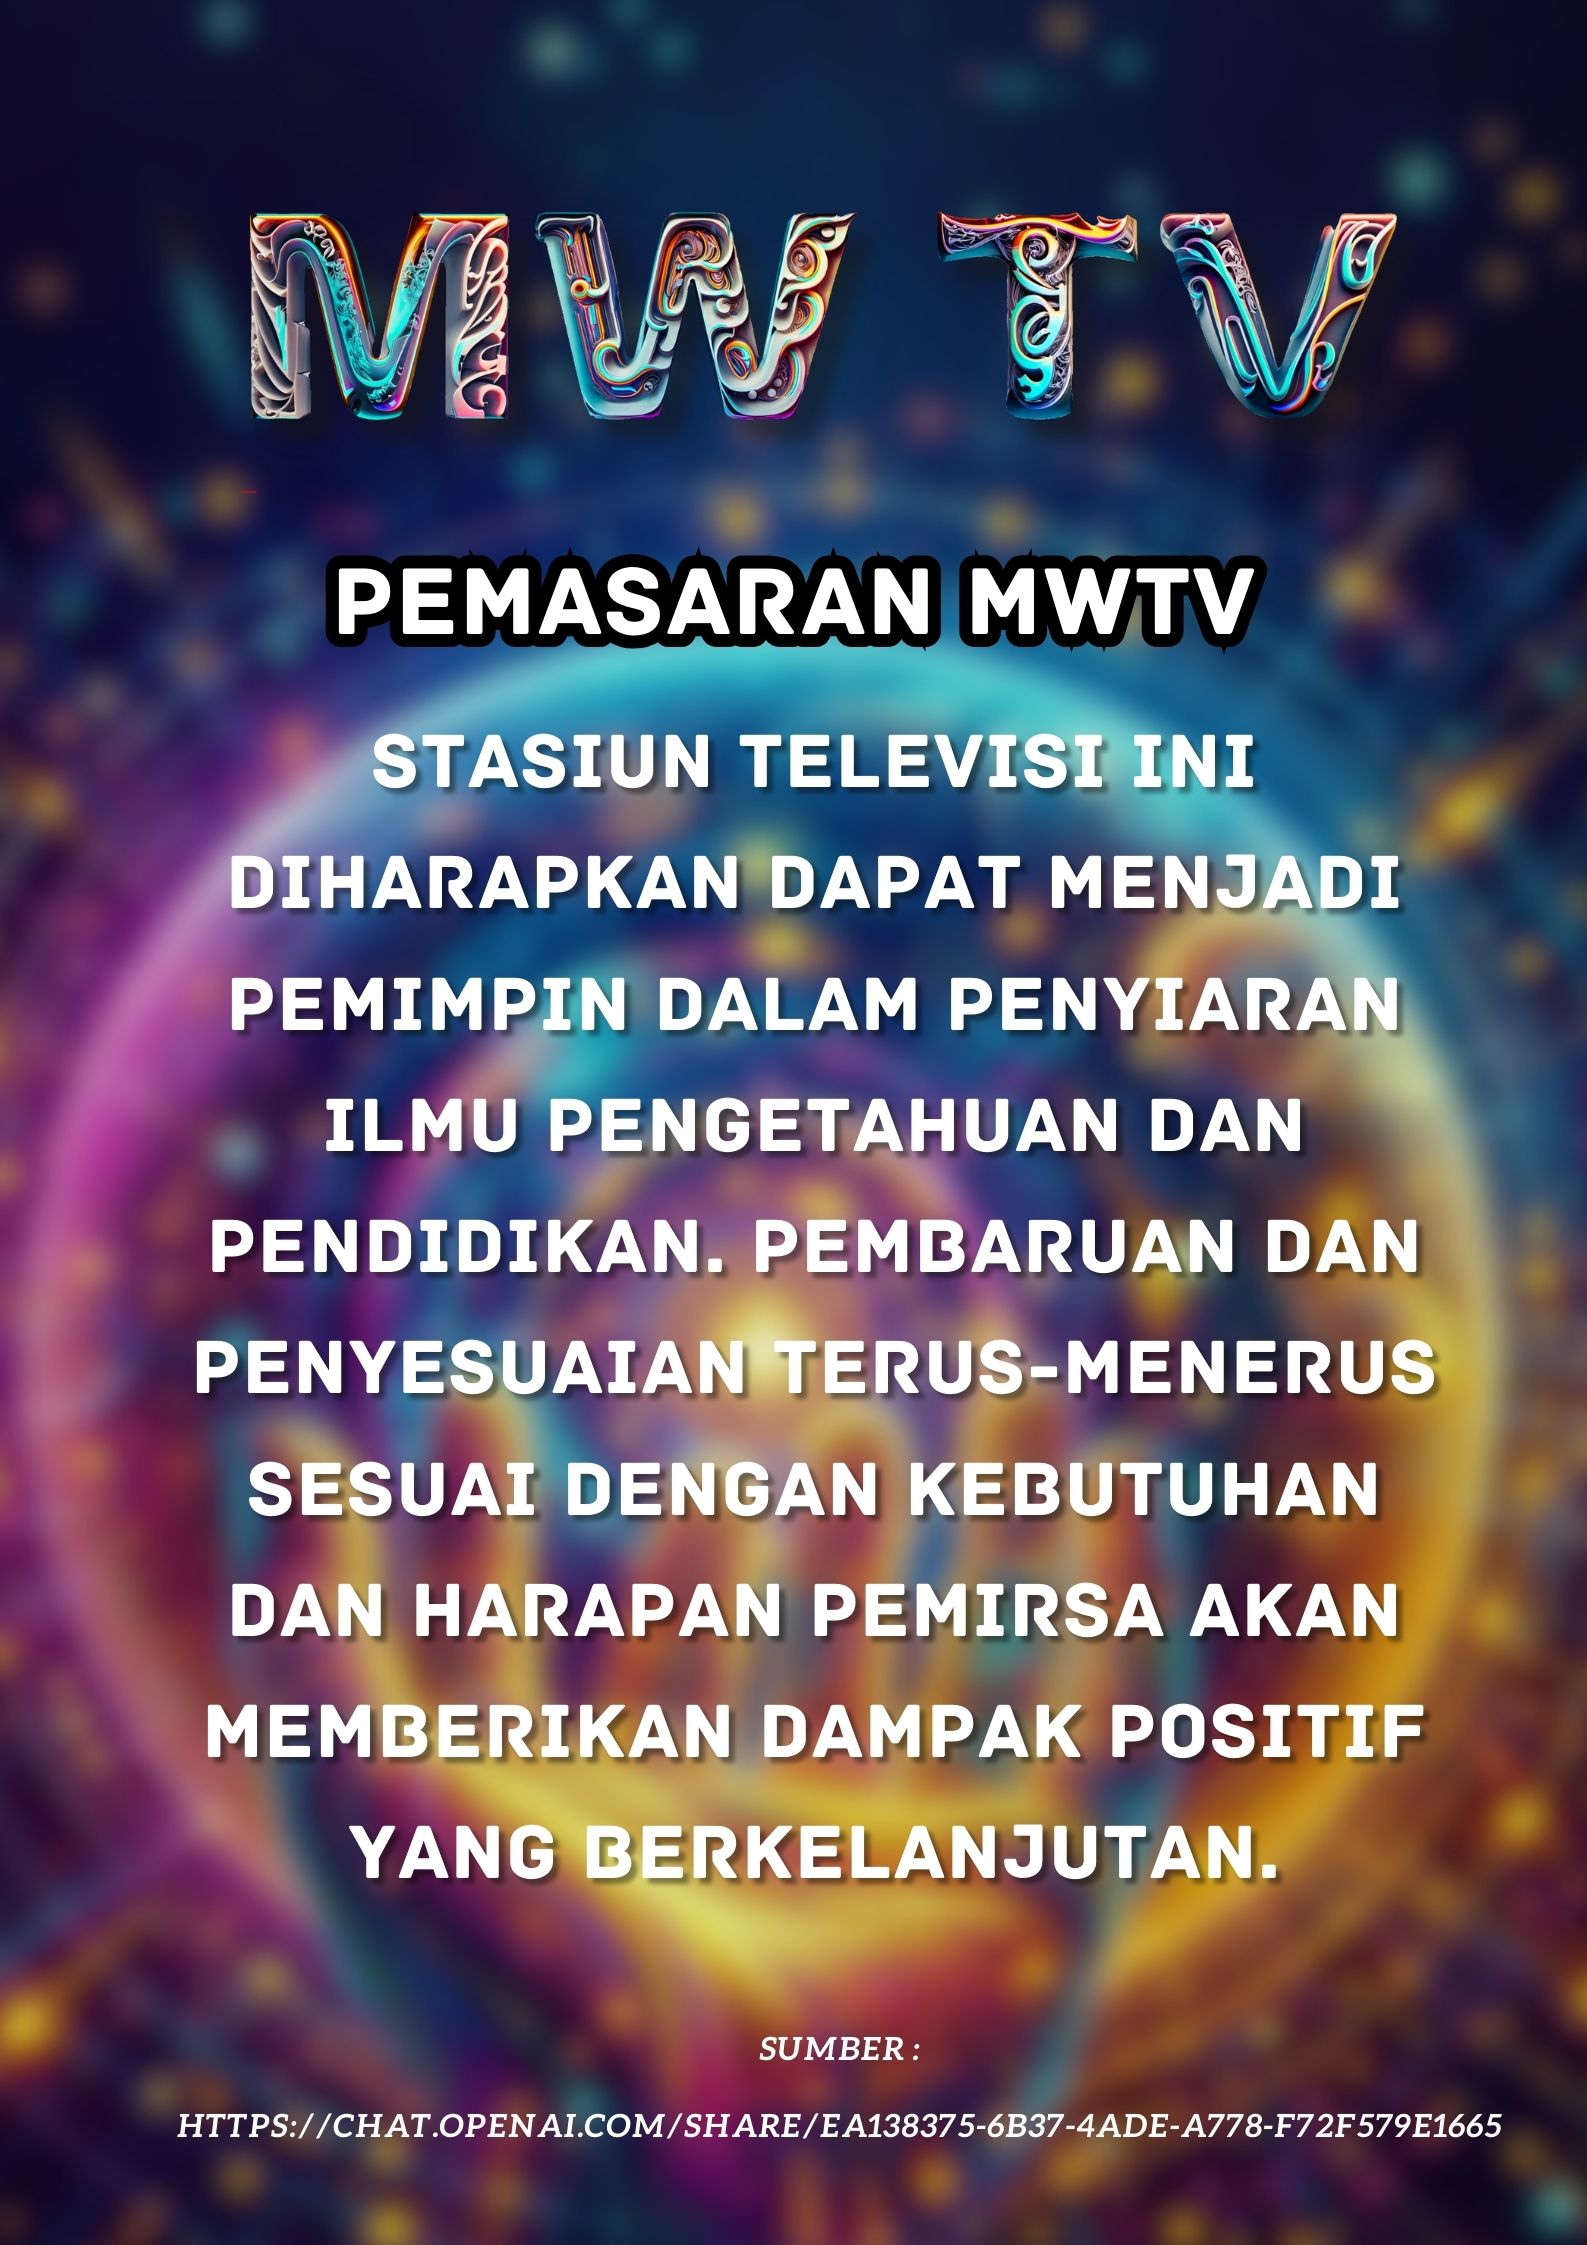 MW TV
PEMASARAN MWTV
STASIUN TELEVISI INI
DIHARAPKAN DAPAT MENJADI
PEMIMPIN DALAM PENYIARAN
ILMU PENGETAHUAN DAN
PENDIDIKAN. PEMBARUAN DAN
PENYESUAIAN TERUS-MENERUS
SESUAI DENGAN KEBUTUHAN
DAN HARAPAN PEMIRSA AKAN
MEMBERIKAN DAMPAK POSITIF
YANG BERKELANJUTAN.
SUMBER :
HTTPS://CHAT.OPENAI.COM/SHARE/EA138375-6B37-4ADE-A778-F72F579E1665